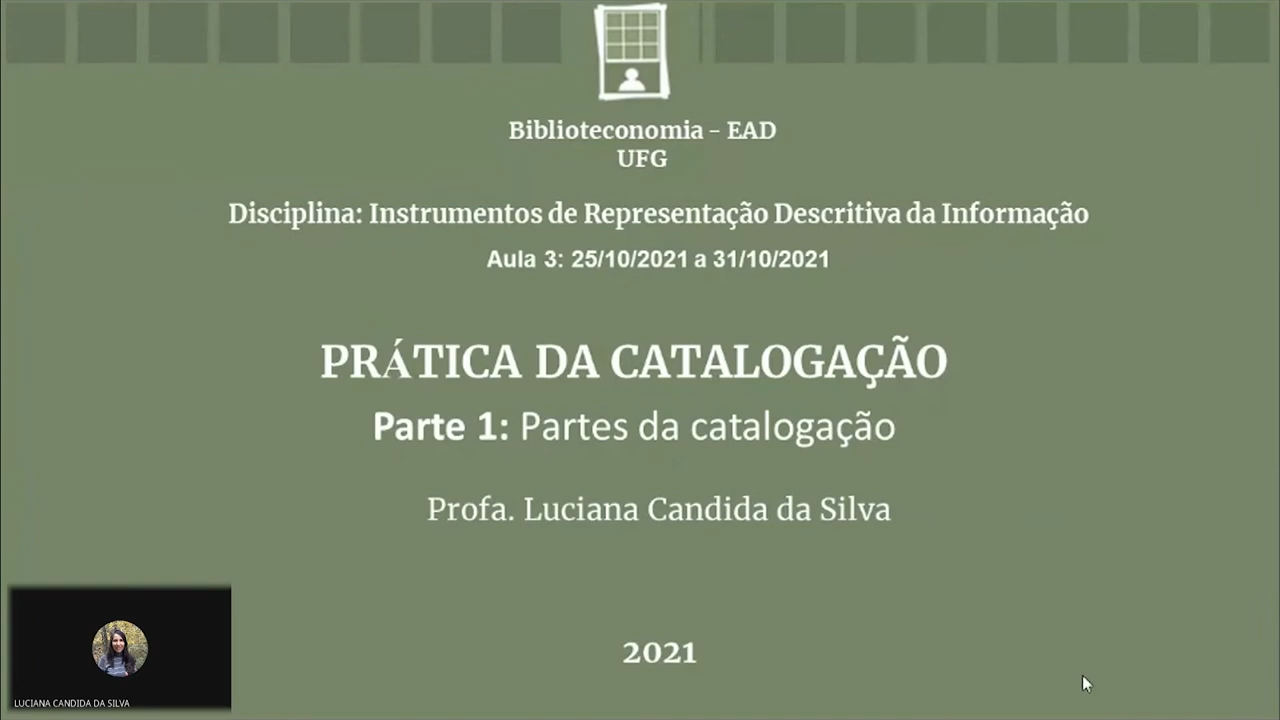 Biblioteconomia - EAD
UFG
Disciplina: Instrumentos de Representação Descritiva da Informação
Aula 3: 25/10/2021 a 31/10/2021
PRÁTICA DA CATALOGAÇÃO
Parte 1: Partes da catalogação
Profa. Luciana Candida da Silva
2021
LUCIANA CANDIDA DA SILVA